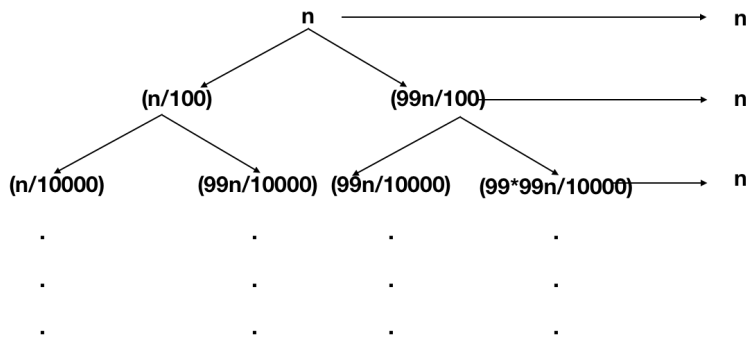 n n
(n/100) (99n/100) n
(n/10000) (99n/10000) (99n/10000) (99*99n/10000) n
. . . .
. . . .
. . . .